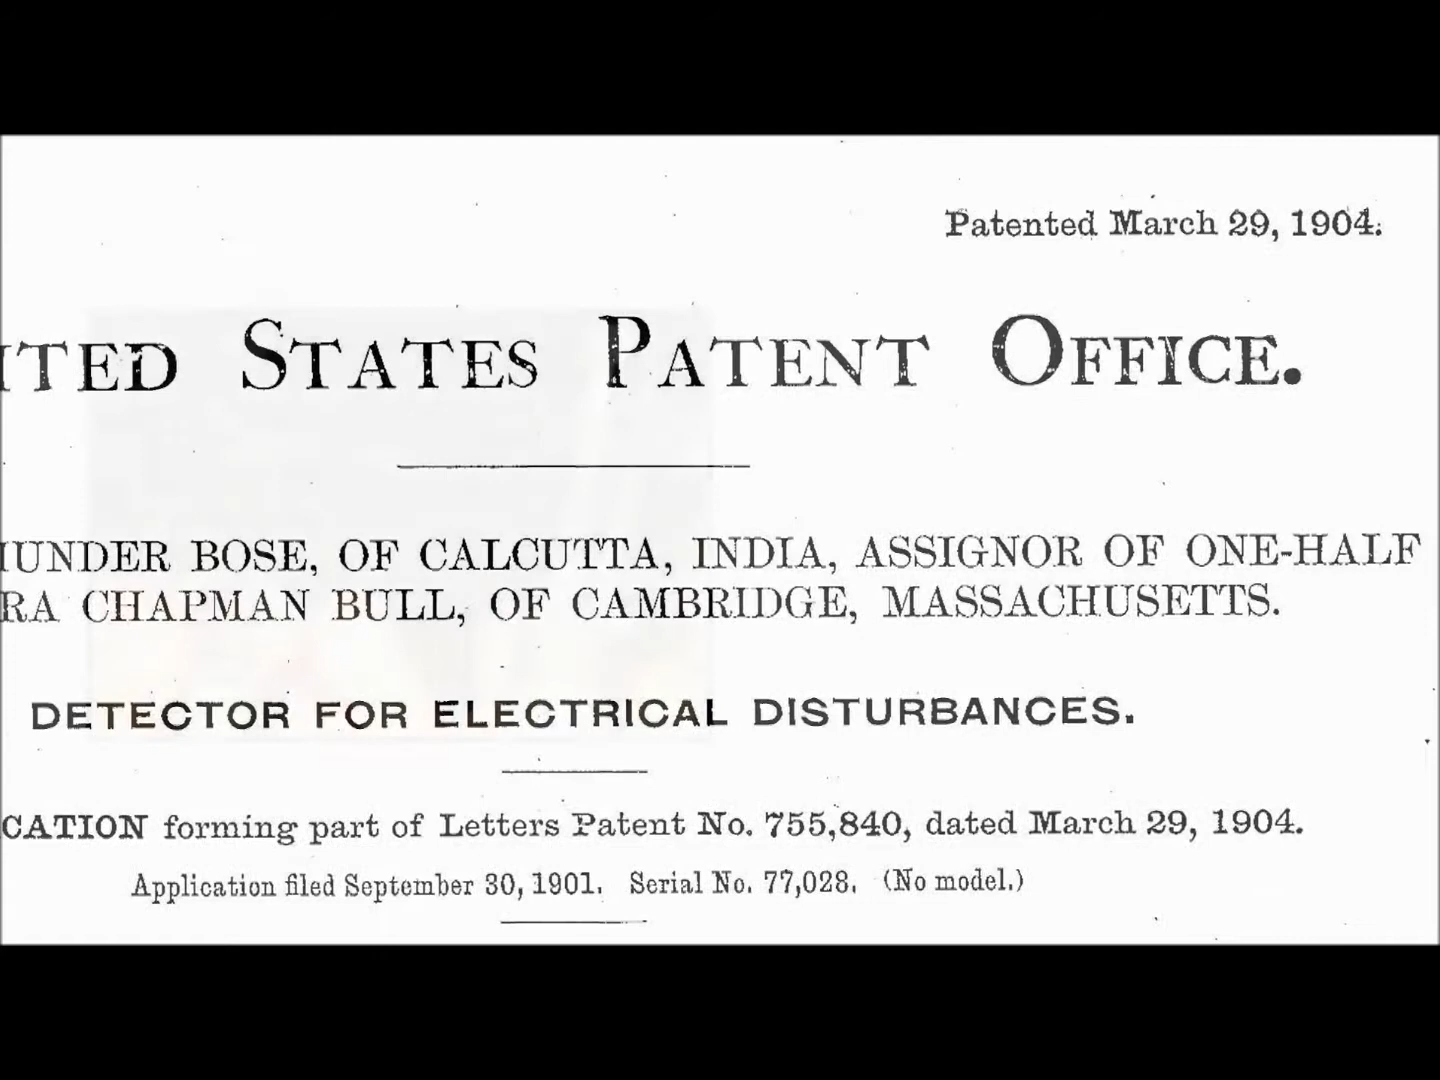 Patented March 29, 1904.
ITED STATES PATENT OFFICE.
UNDER BOSE, OF CALCUTTA, INDIA, ASSIGNOR OF ONE-HALF
RA CHAPMAN BULL, OF CAMBRIDGE, MASSACHUSETTS.
DETECTOR FOR ELECTRICAL DISTURBANCES.
CATION forming part of Letters Patent No. 755,840, dated March 29, 1904.
Application filed September 30, 1901. Serial No. 77,028. (No model.)